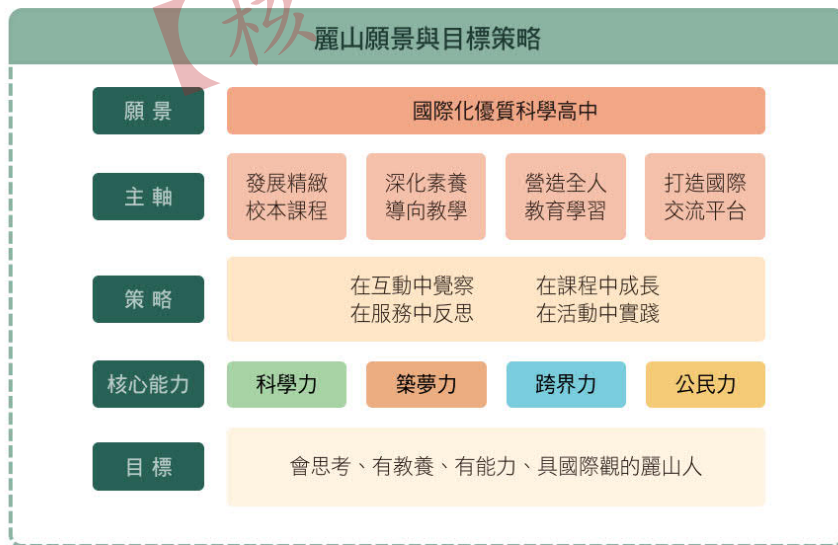 【核
麗山願景與目標策略
願景
國際化優質科學高中
主軸
發展精緻
校本課程
深化素養
導向教學
營造全人
教育學習
打造國際
交流平台
策略
在互動中覺察
在課程中成長
在服務中反思
在活動中實踐
核心能力
科學力
築夢力
跨界力
公民力
目標
會思考、有教養、有能力、具國際觀的麗山人